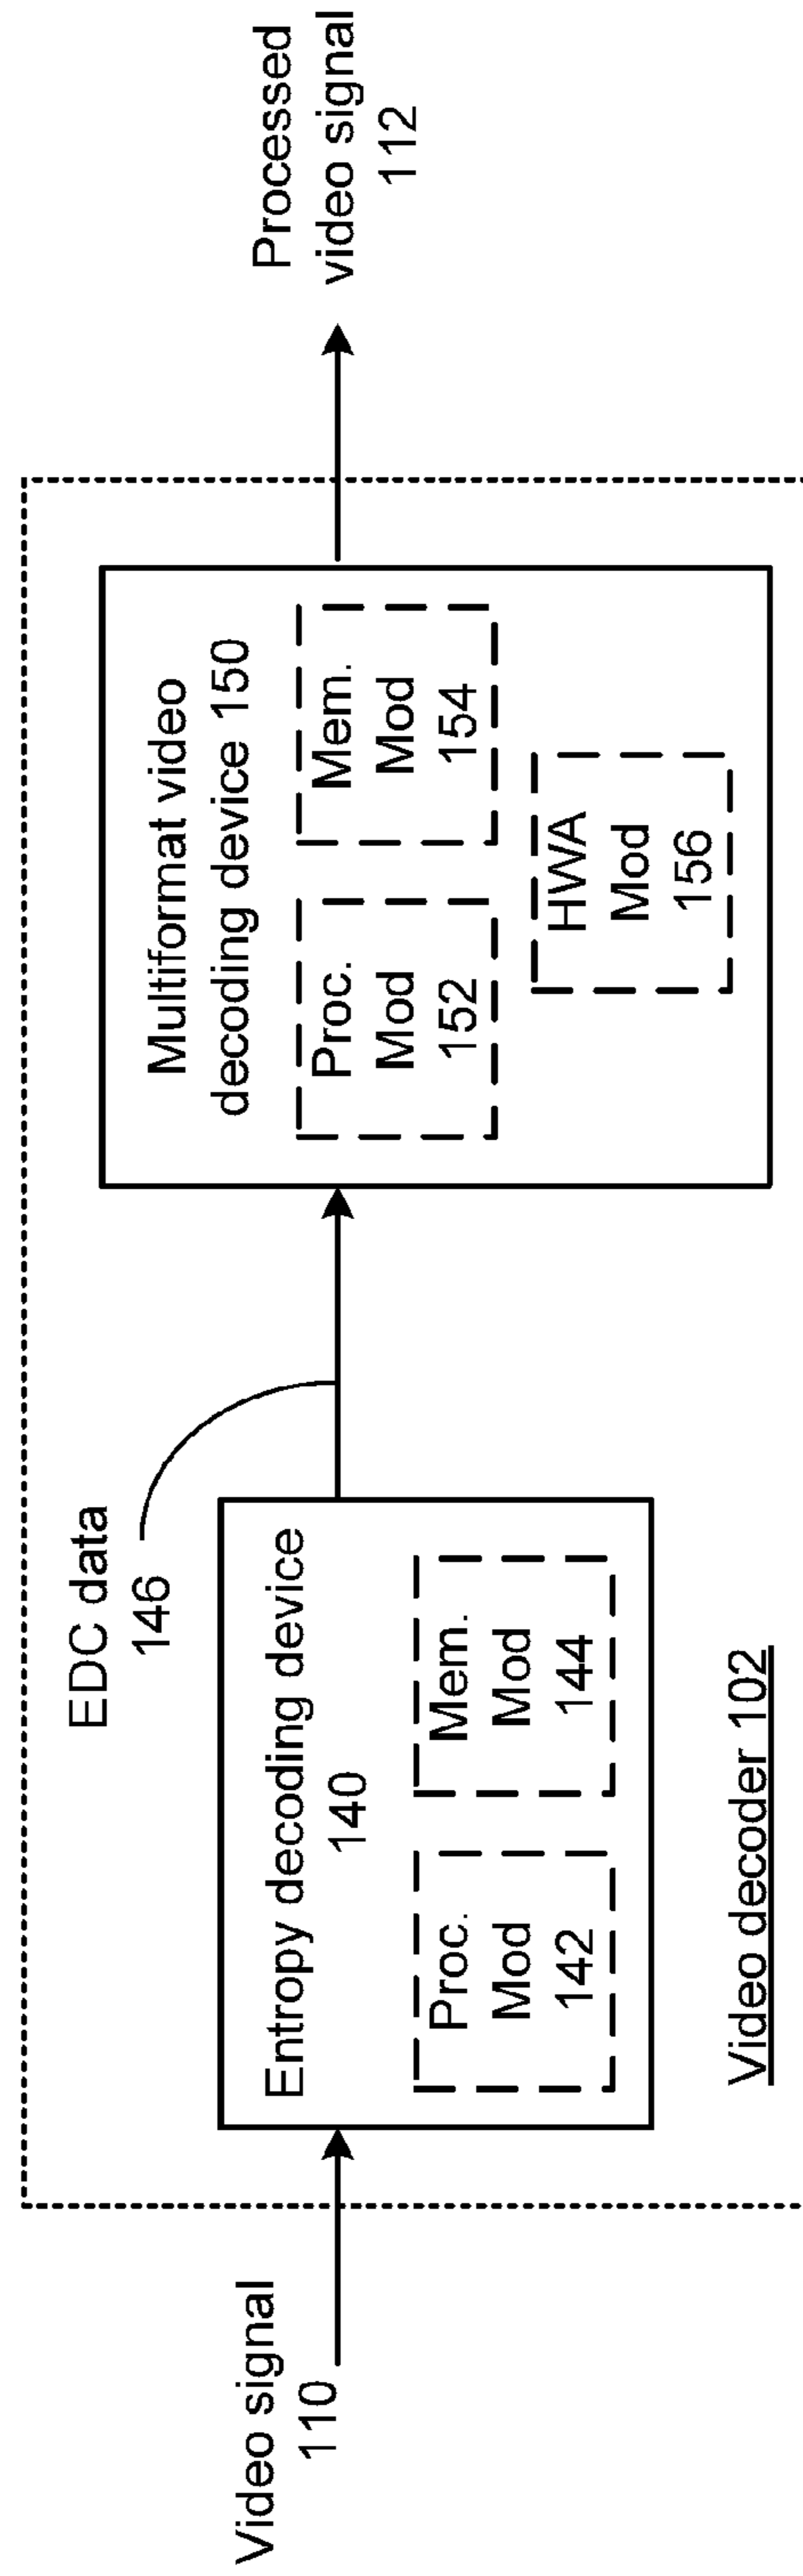 Video signal
110
EDC data
146
Entropy decoding device
140
Proc.
Mod
142
Mem.
Mod
144
Multiformat video
decoding device 150
Proc.
Mod
152
Mem.
Mod
154
HWA
Mod
156
Processed
video signal
112
Video decoder 102